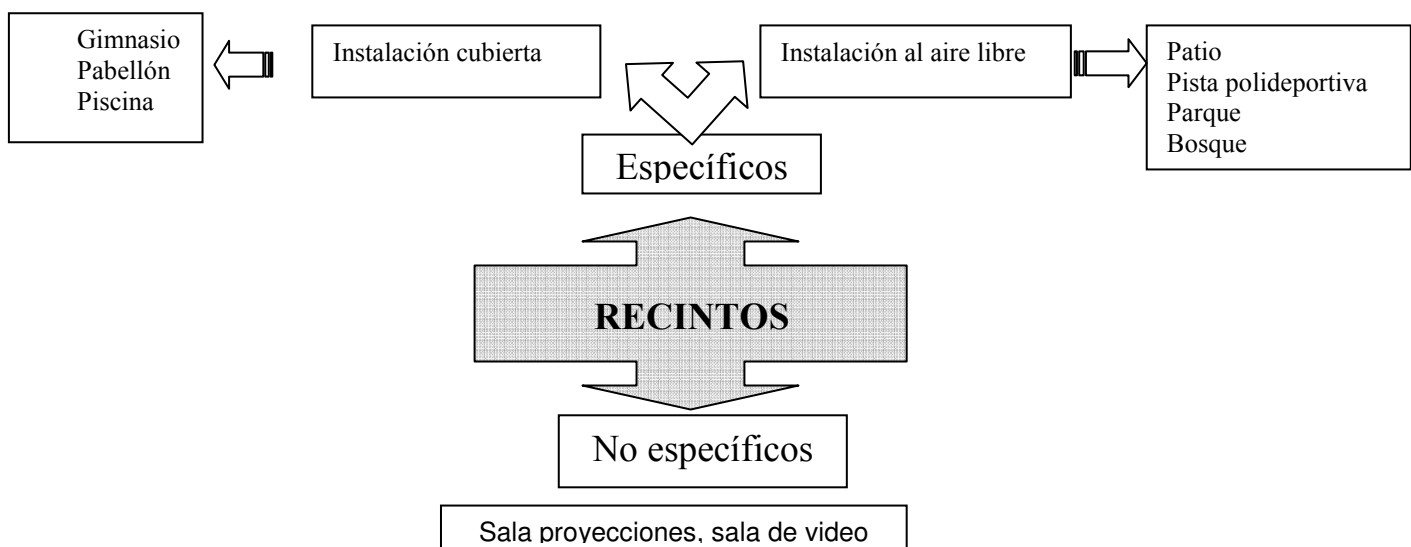 Gimnasio
Pabellón
Piscina
Instalación cubierta
Instalación al aire libre
Patio
Pista polideportiva
Parque
Bosque
Específicos
RECINTOS
No específicos
Sala proyecciones, sala de video